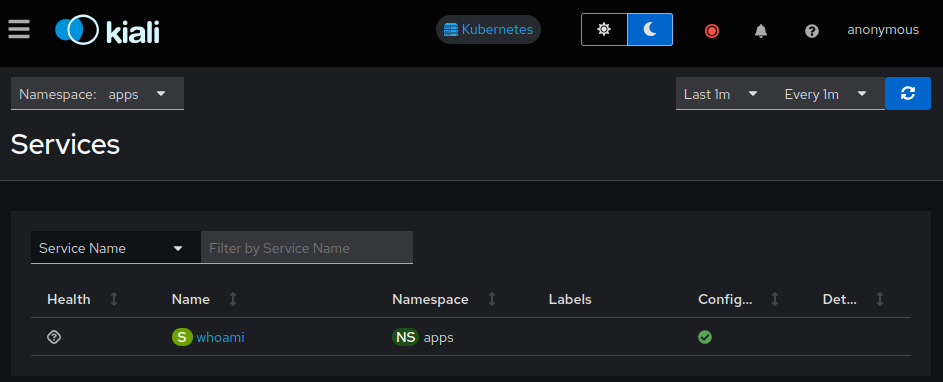 kiali Kubernetes anonymous
Namespace: apps Last 1m Every 1m
Services
Service Name Filter by Service Name
Health Name Namespace Labels Config... Det...
S whoami NS apps